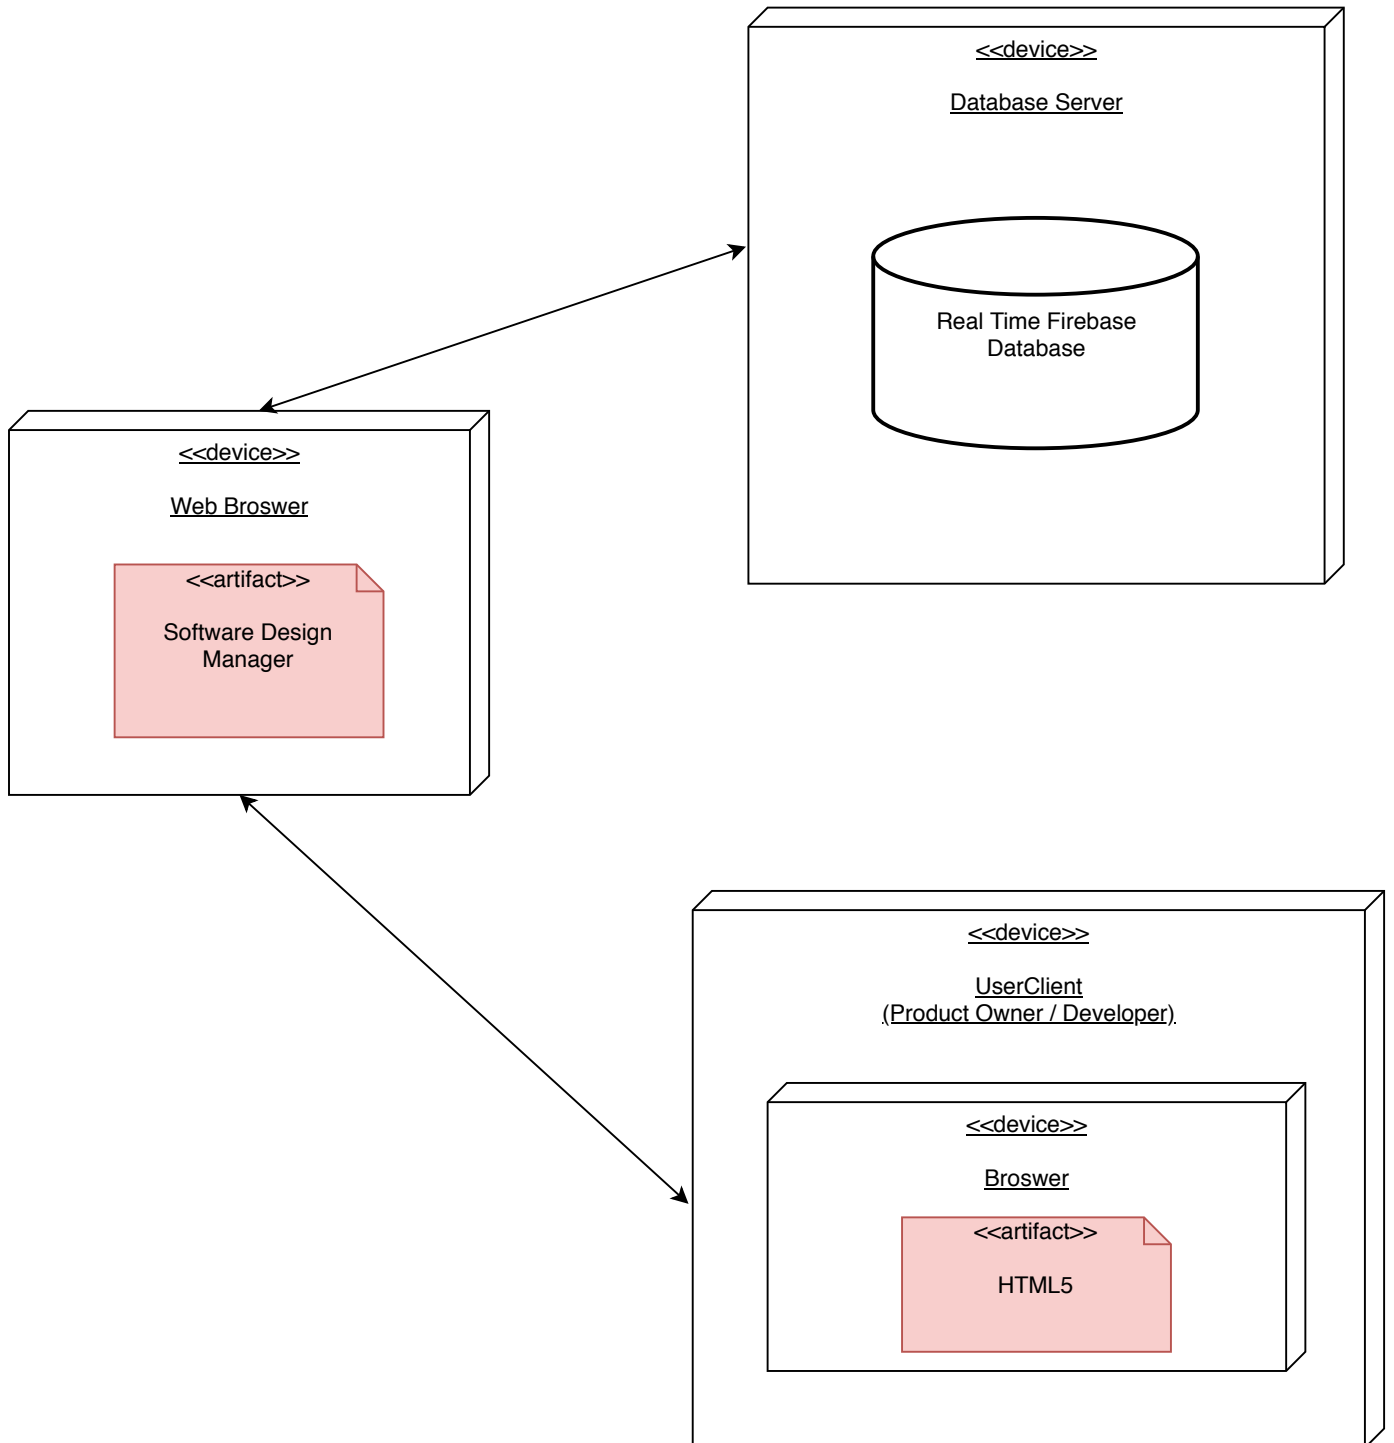 <<device>>
Database Server
Real Time Firebase
Database
<<device>>
Web Broswer
<<artifact>>
Software Design
Manager
<<device>>
UserClient
(Product Owner / Developer)
<<device>>
Broswer
<<artifact>>
HTML5